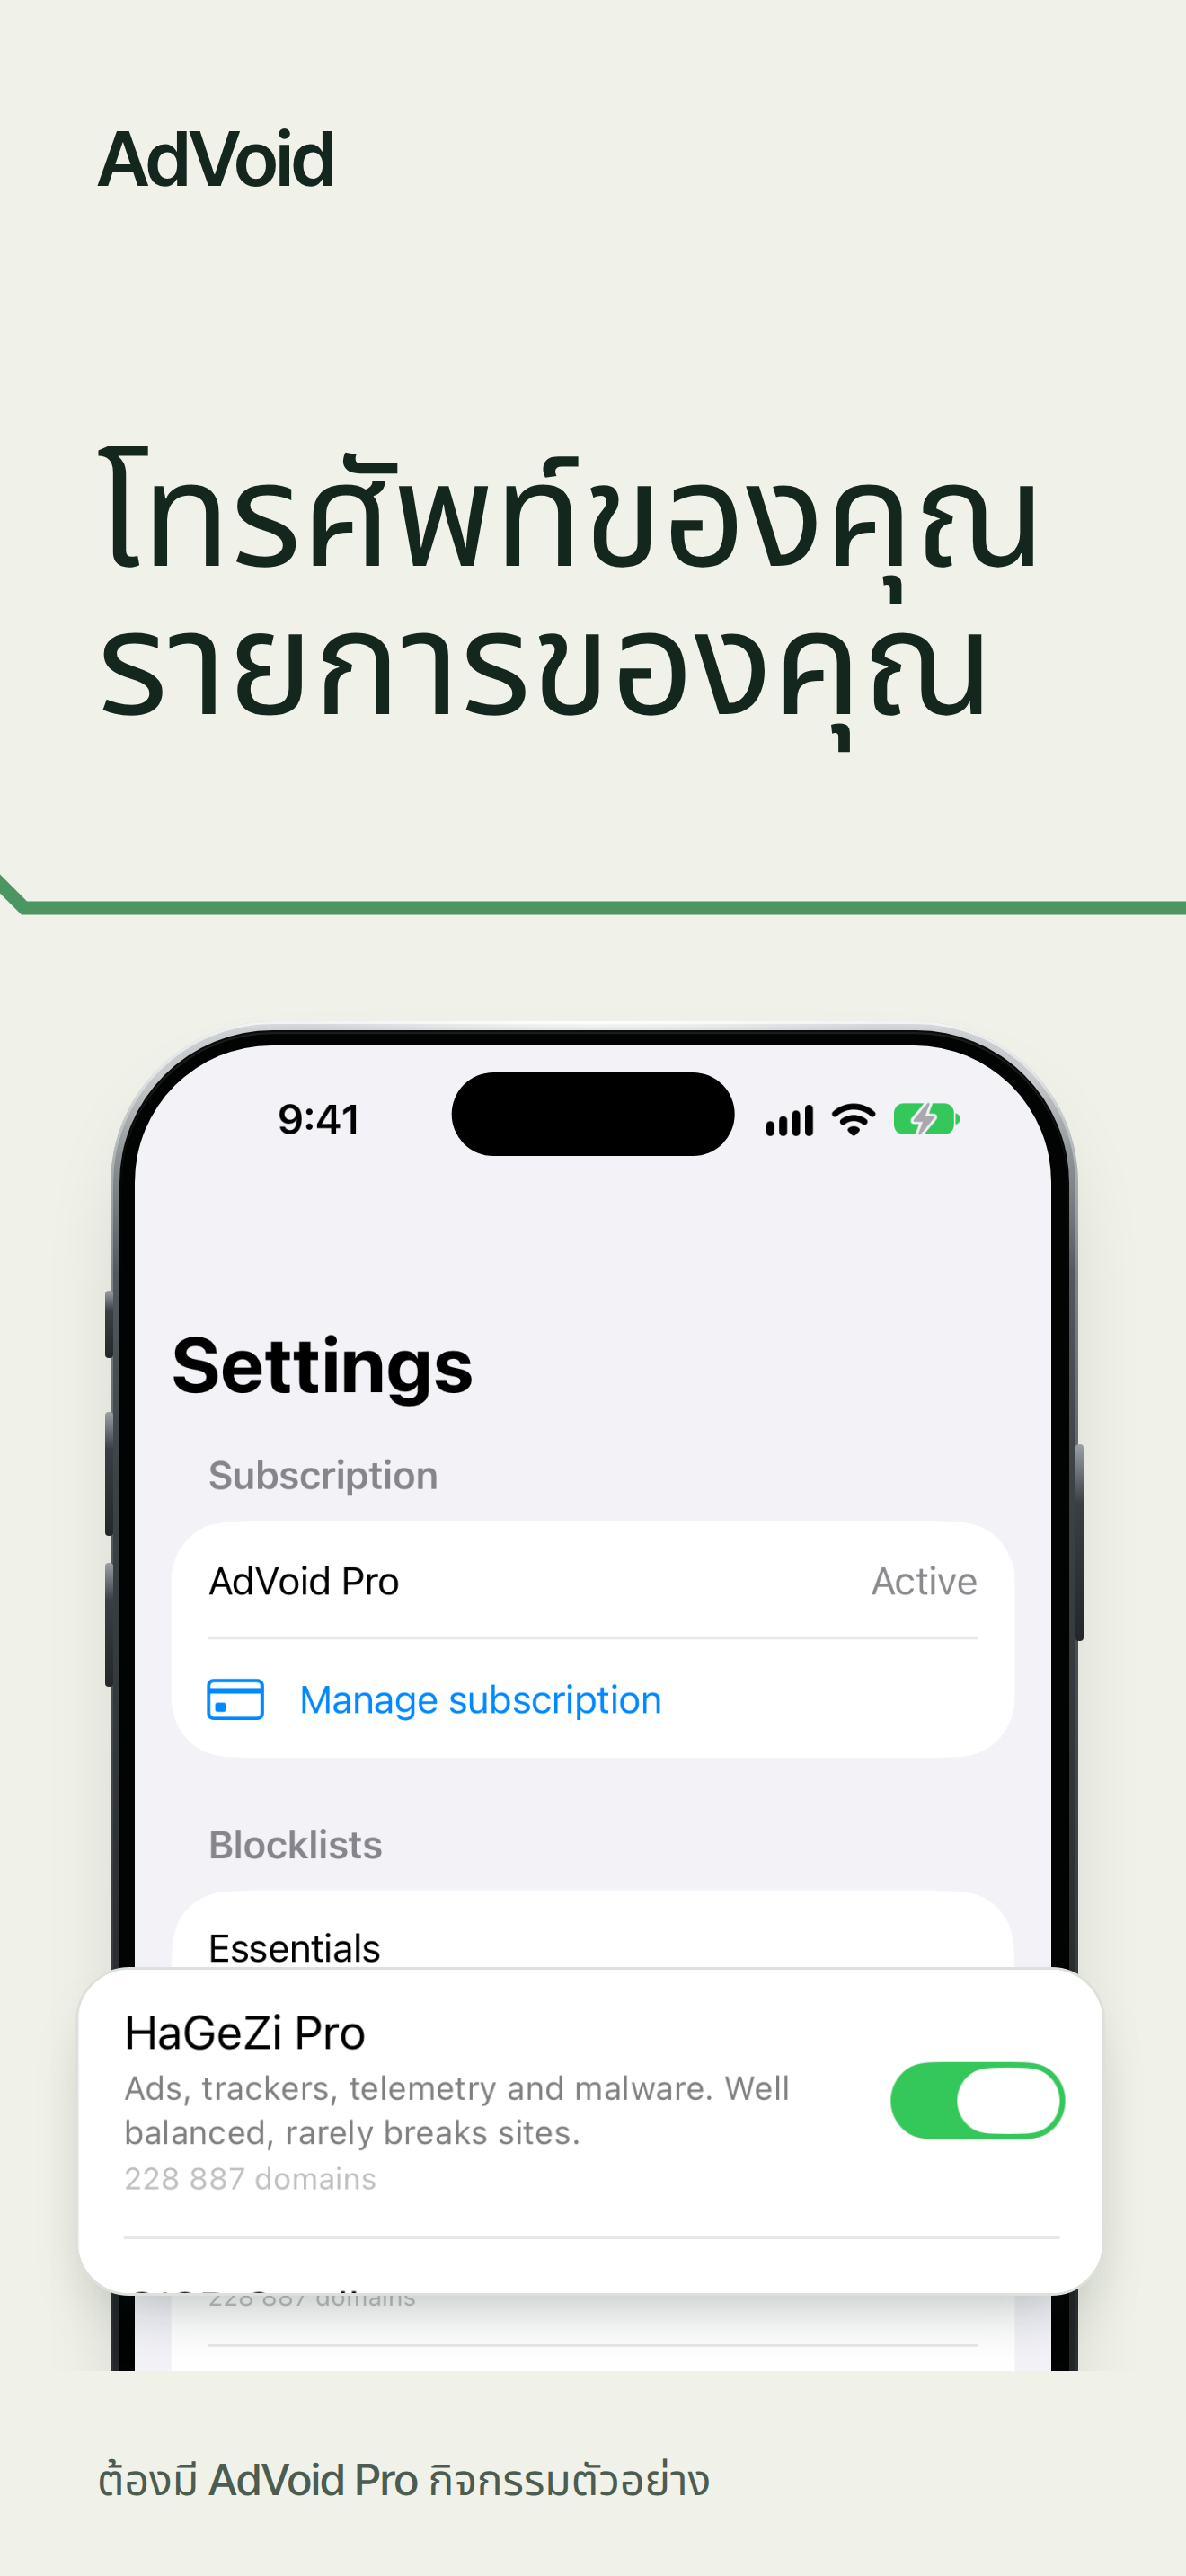 AdVoid
โทรศัพท์ของคุณ
รายการของคุณ
9:41
Settings
Subscription
AdVoid Pro
Active
Manage subscription
Blocklists
Essentials
HaGeZi Pro
Ads, trackers, telemetry and malware. Well
balanced, rarely breaks sites.
228 887 domains
228 887 domains
ต้องมี AdVoid Pro กิจกรรมตัวอย่าง